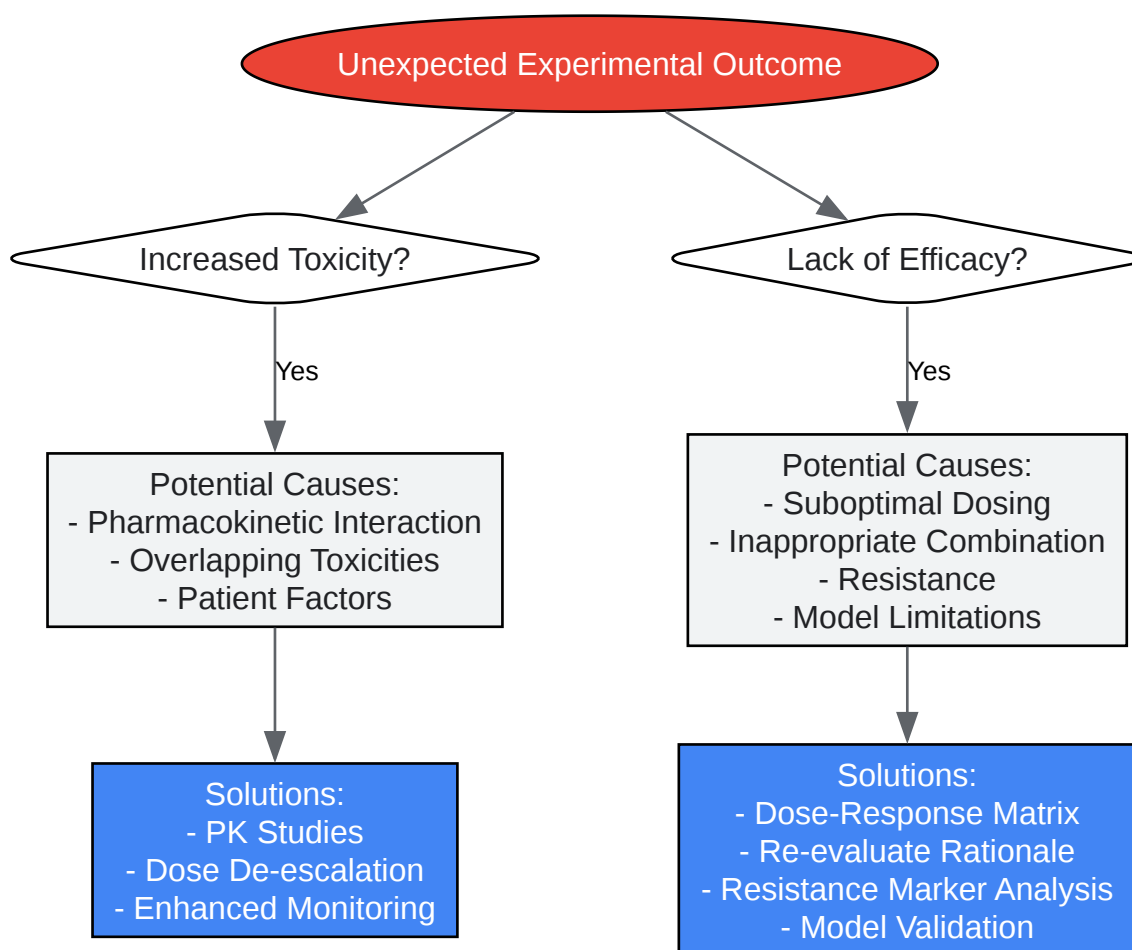 Unexpected Experimental Outcome
Increased Toxicity?
Lack of Efficacy?
Yes
Yes
Potential Causes:
- Pharmacokinetic Interaction
- Overlapping Toxicities
- Patient Factors
Potential Causes:
- Suboptimal Dosing
- Inappropriate Combination
- Resistance
- Model Limitations
Solutions:
- PK Studies
- Dose De-escalation
- Enhanced Monitoring
Solutions:
- Dose-Response Matrix
- Re-evaluate Rationale
- Resistance Marker Analysis
- Model Validation